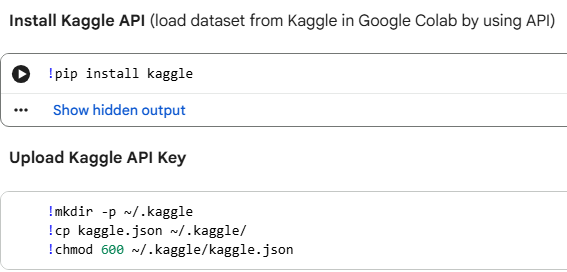 Install Kaggle API (load dataset from Kaggle in Google Colab by using API)
!pip install kaggle
Show hidden output
Upload Kaggle API Key
!mkdir -p ~/.kaggle
!cp kaggle.json ~/.kaggle/
!chmod 600 ~/.kaggle/kaggle.json